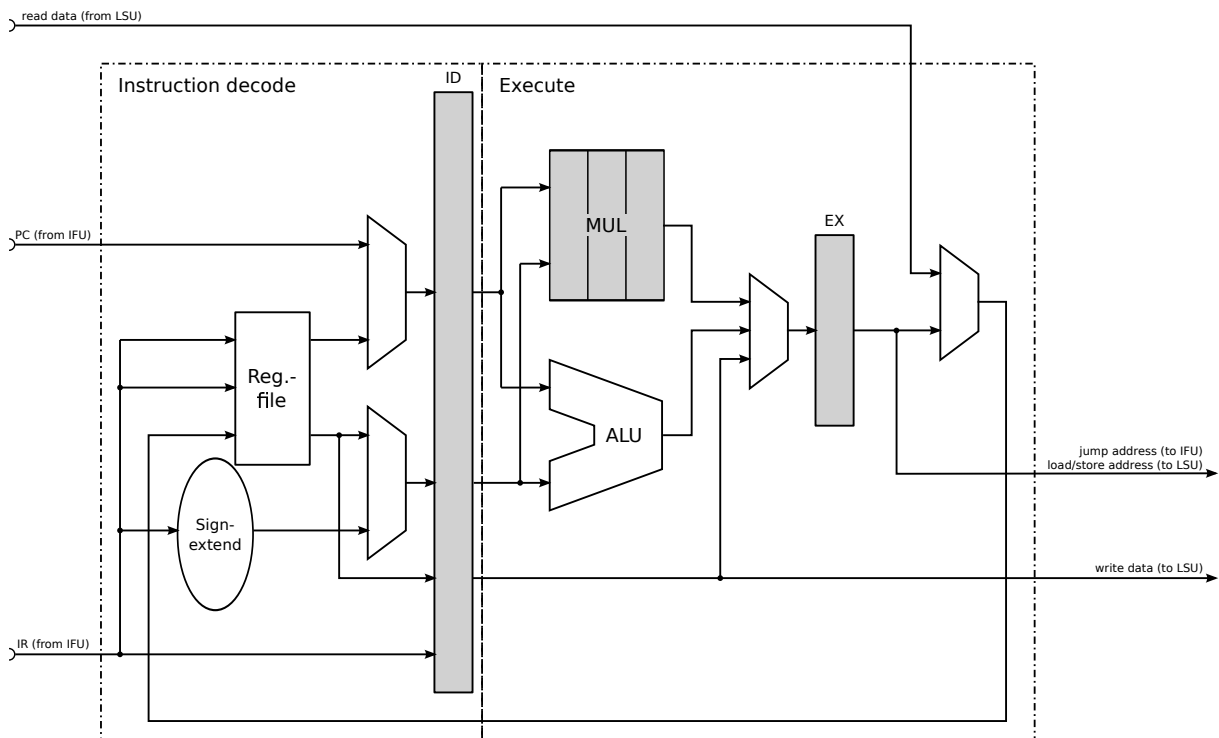 read data (from LSU)
ID
Instruction decode
Execute
MUL
EX
PC (from IFU)
Reg.-
file
ALU
jump address (to IFU)
load/store address (to LSU)
Sign-
extend
write data (to LSU)
IR (from IFU)